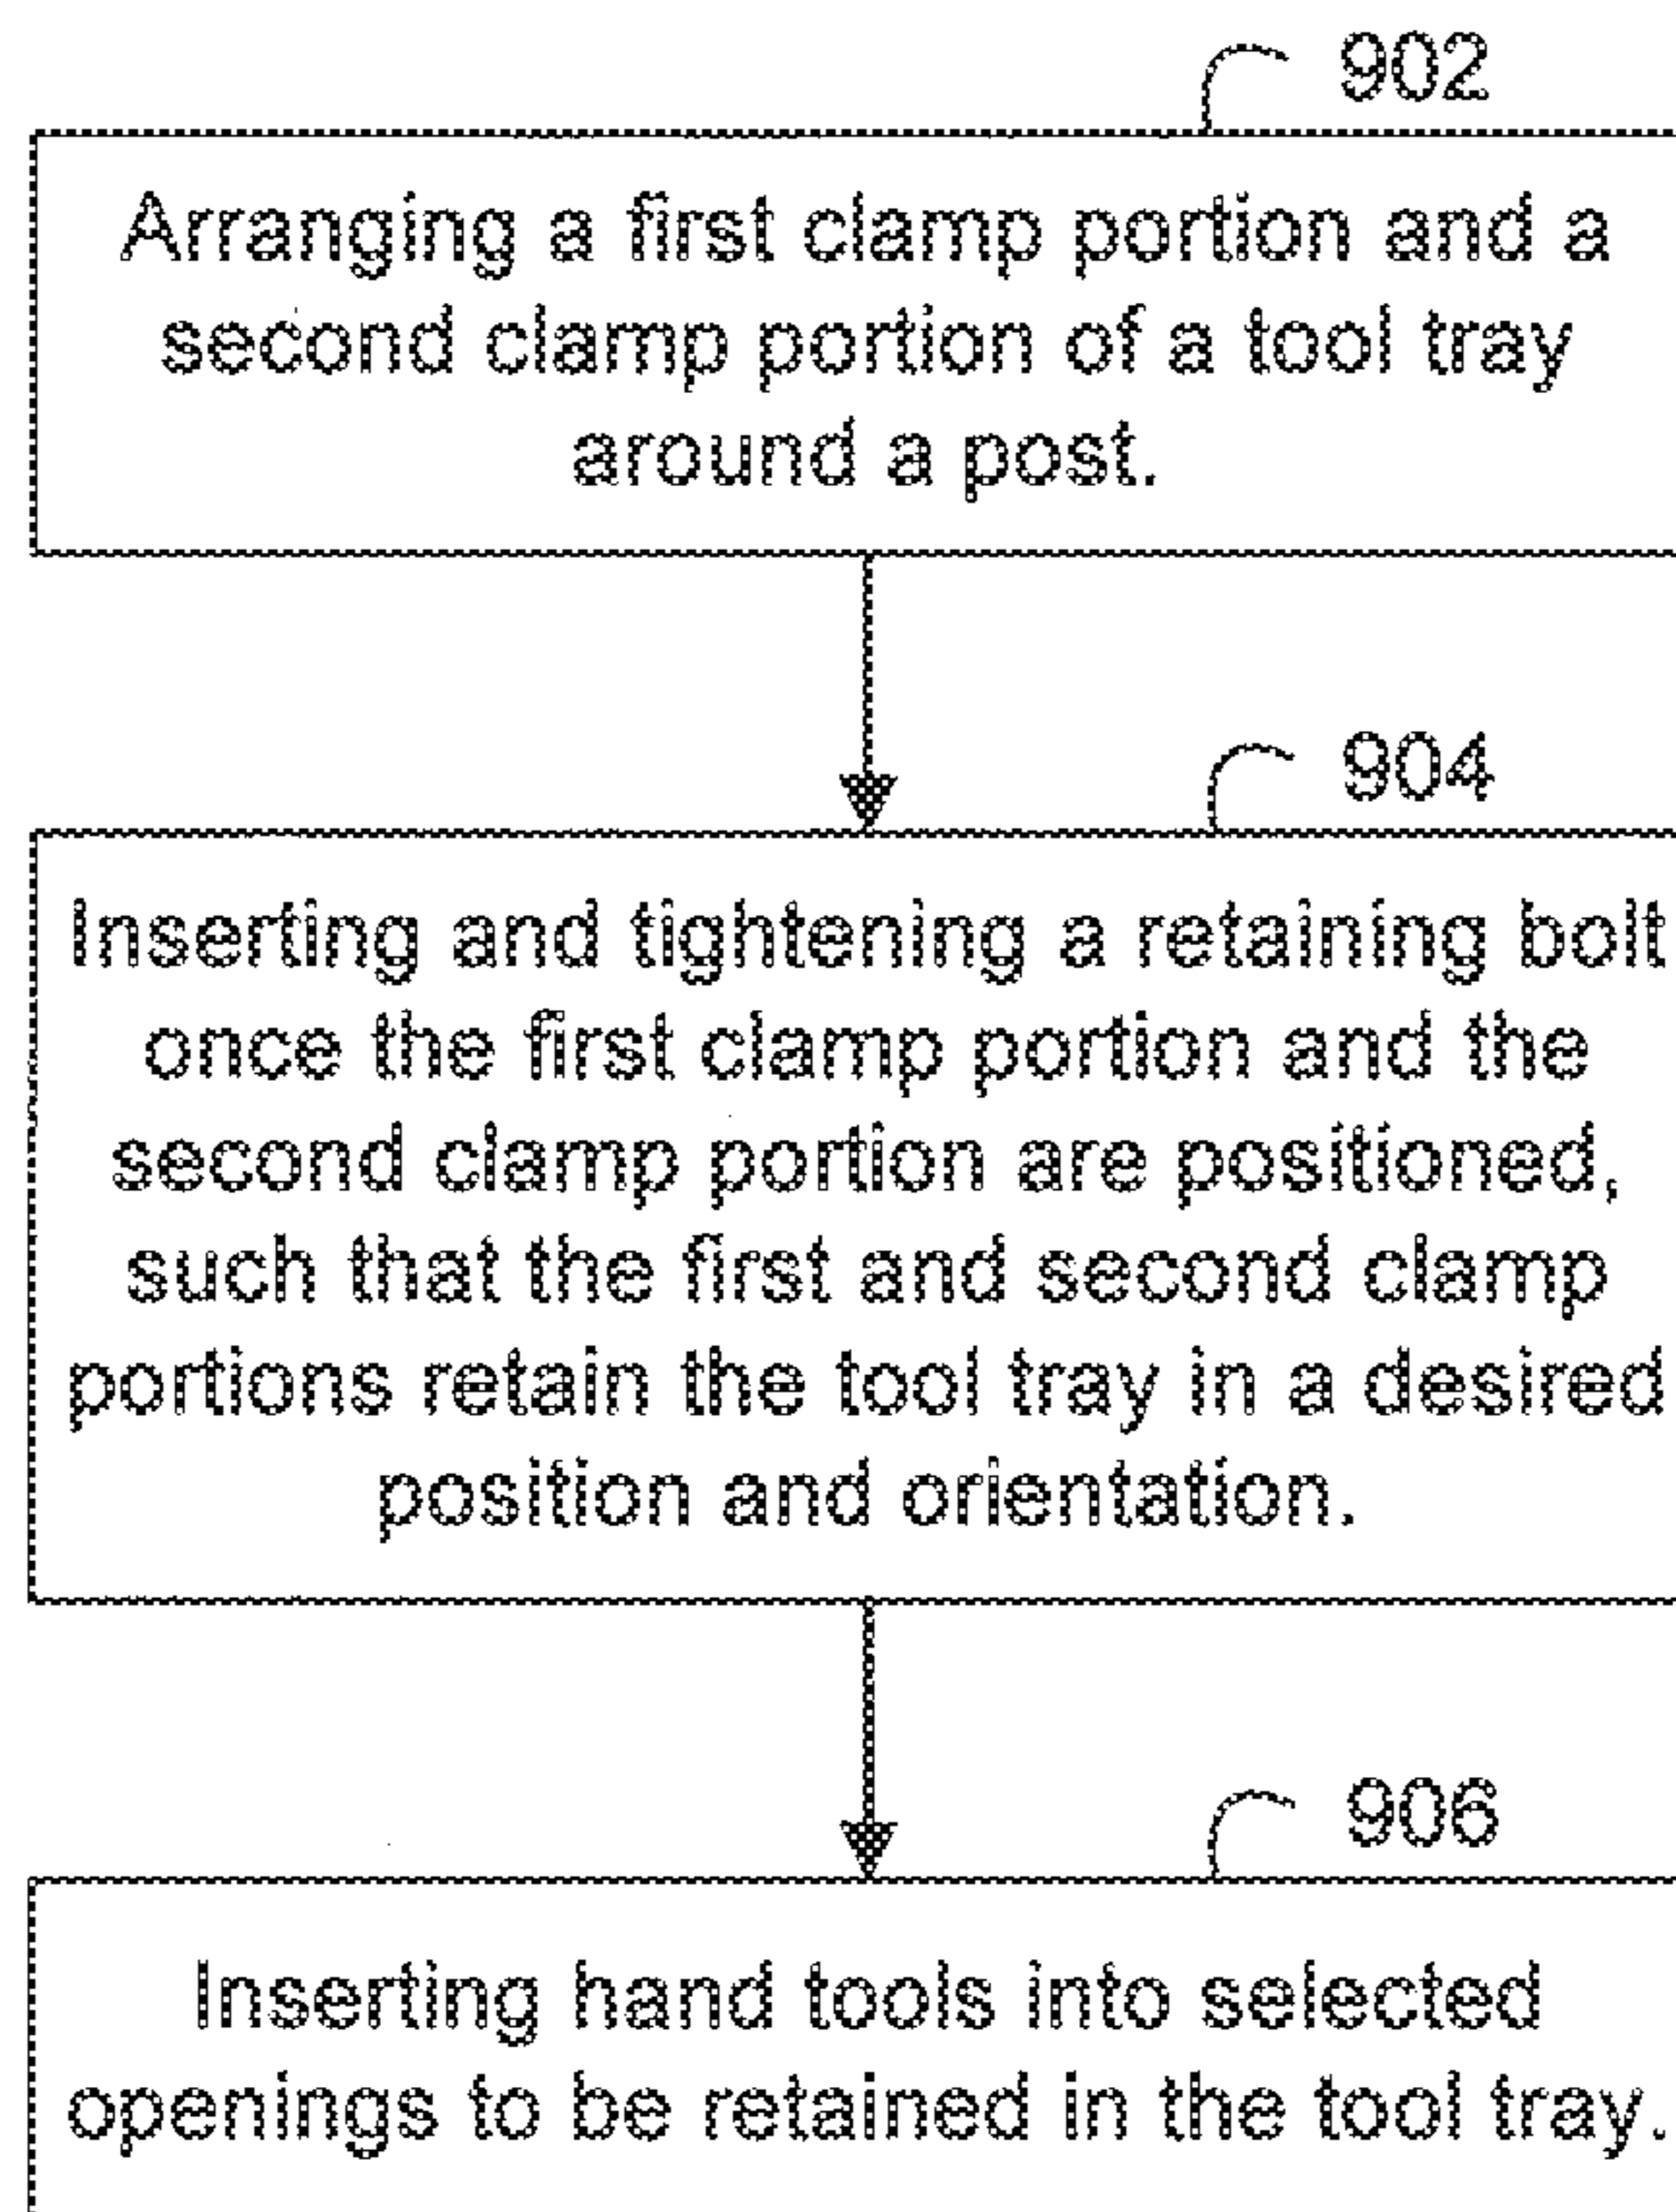 902
Arranging a first clamp portion and a
second clamp portion of a tool tray
around a post.
904
Inserting and tightening a retaining bolt
once the first clamp portion and the
second clamp portion are positioned,
such that the first and second clamp
portions retain the tool tray in a desired
position and orientation.
906
Inserting hand tools into selected
openings to be retained in the tool tray.